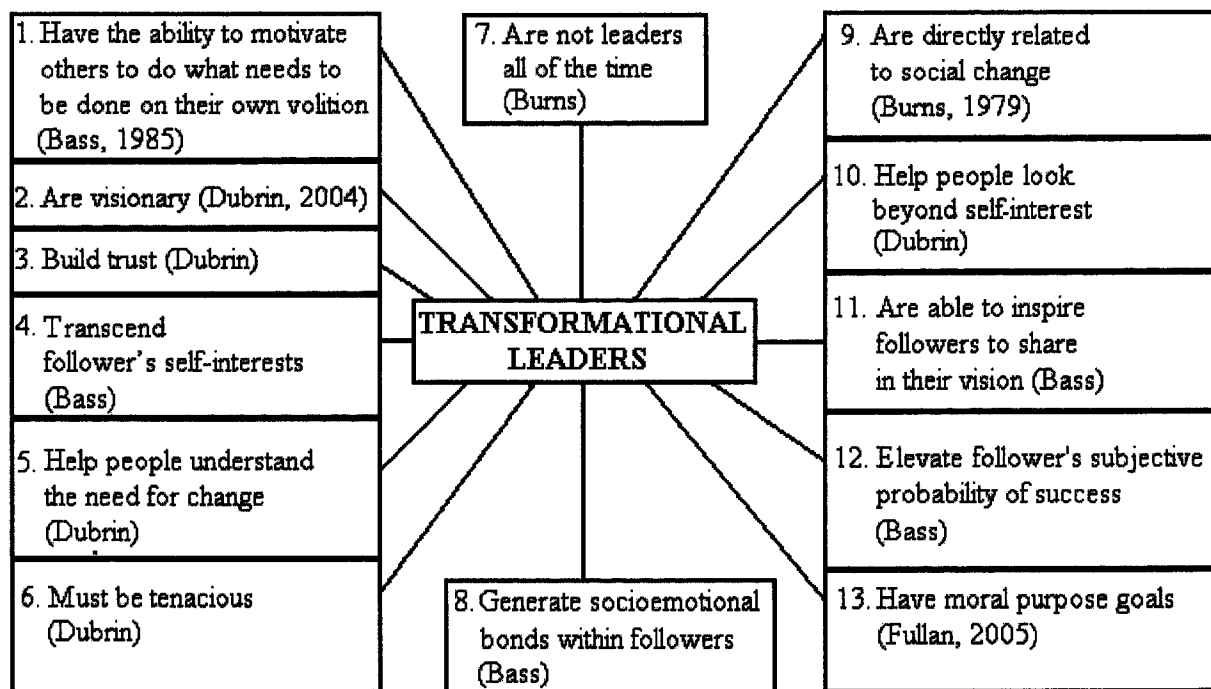 1. Have the ability to motivate
others to do what needs to
be done on their own volition
(Bass, 1985)
2. Are visionary (Dubrin, 2004)
3. Build trust (Dubrin)
4. Transcend
follower's self-interests
(Bass)
5. Help people understand
the need for change
(Dubrin)
6. Must be tenacious
(Dubrin)
7. Are not leaders
all of the time
(Burns)
TRANSFORMATIONAL
LEADERS
8. Generate socioemotional
bonds within followers
(Bass)
9. Are directly related
to social change
(Burns, 1979)
10. Help people look
beyond self-interest
(Dubrin)
11. Are able to inspire
followers to share
in their vision (Bass)
12. Elevate follower's subjective
probability of success
(Bass)
13. Have moral purpose goals
(Fullan, 2005)